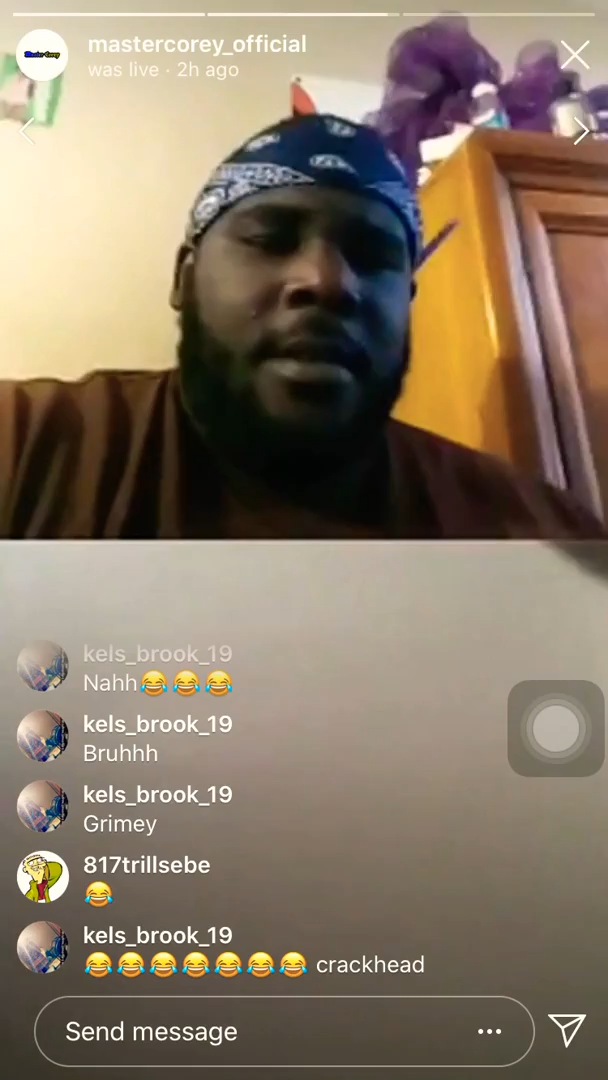 mastercorey_official
was live · 2h ago
kels_brook_19
Nahh😂😂😂
kels_brook_19
Bruhhh
kels_brook_19
Grimey
817trillsebe
😂
kels_brook_19
😂😂😂😂😂😂😂 crackhead
Send message